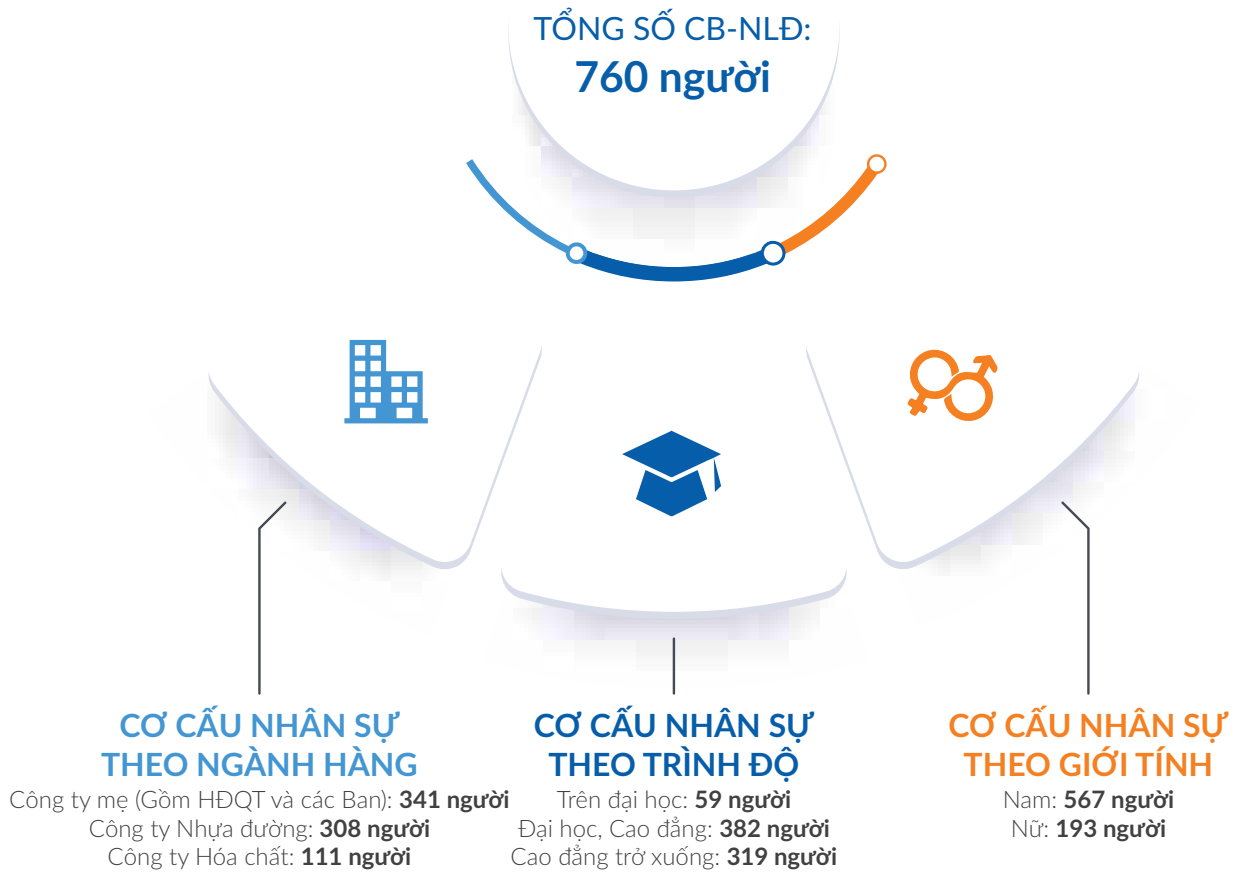 TỔNG SỐ CB-NLĐ:
760 người
CƠ CẤU NHÂN SỰ
THEO NGÀNH HÀNG
Công ty mẹ (Gồm HĐQT và các Ban): 341 người
Công ty Nhựa đường: 308 người
Công ty Hóa chất: 111 người
CƠ CẤU NHÂN SỰ
THEO TRÌNH ĐỘ
Trên đại học: 59 người
Đại học, Cao đẳng: 382 người
Cao đẳng trở xuống: 319 người
CƠ CẤU NHÂN SỰ
THEO GIỚI TÍNH
Nam: 567 người
Nữ: 193 người